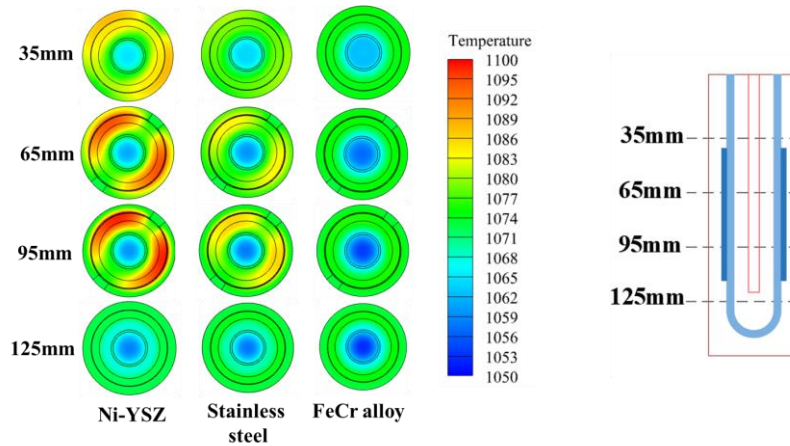 35mm
65mm
95mm
125mm
Ni-YSZ
Stainless
steel
FeCr alloy
Temperature
1100
1095
1092
1089
1086
1083
1080
1077
1074
1071
1068
1065
1062
1059
1056
1053
1050
35mm
65mm
95mm
125mm